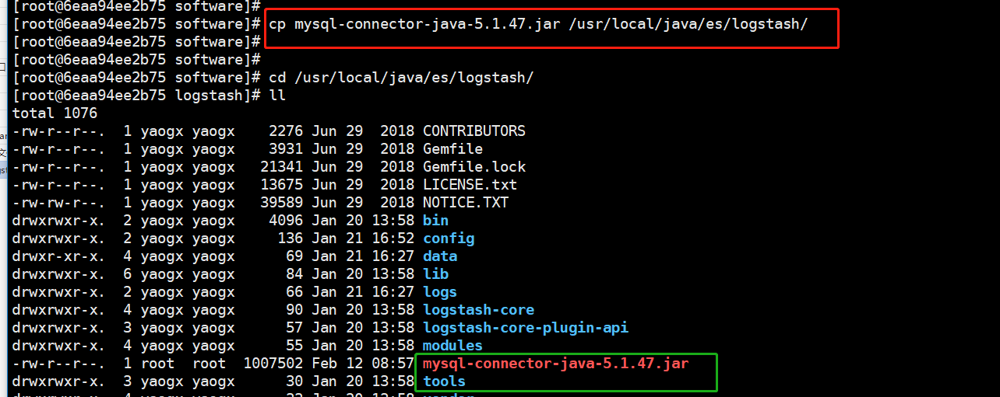 [root@6eaa94ee2b75 software]#
[root@6eaa94ee2b75 software]# cp mysql-connector-java-5.1.47.jar /usr/local/java/es/logstash/
[root@6eaa94ee2b75 software]#
[root@6eaa94ee2b75 software]#
[root@6eaa94ee2b75 software]# cd /usr/local/java/es/logstash/
[root@6eaa94ee2b75 logstash]# ll
total 1076
-rw-r--r--. 1 yaogx yaogx 2276 Jun 29 2018 CONTRIBUTORS
-rw-r--r--. 1 yaogx yaogx 3931 Jun 29 2018 Gemfile
-rw-r--r--. 1 yaogx yaogx 21341 Jun 29 2018 Gemfile.lock
-rw-r--r--. 1 yaogx yaogx 13675 Jun 29 2018 LICENSE.txt
-rw-rw-r--. 1 yaogx yaogx 39589 Jun 29 2018 NOTICE.TXT
drwxrwxr-x. 2 yaogx yaogx 4096 Jan 20 13:58 bin
drwxrwxr-x. 2 yaogx yaogx 136 Jan 21 16:52 config
drwxr-xr-x. 4 yaogx yaogx 69 Jan 21 16:27 data
drwxrwxr-x. 6 yaogx yaogx 84 Jan 20 13:58 lib
drwxrwxr-x. 2 yaogx yaogx 66 Jan 21 16:27 logs
drwxrwxr-x. 4 yaogx yaogx 90 Jan 20 13:58 logstash-core
drwxrwxr-x. 3 yaogx yaogx 57 Jan 20 13:58 logstash-core-plugin-api
drwxrwxr-x. 4 yaogx yaogx 55 Jan 20 13:58 modules
-rw-r--r--. 1 root root 1007502 Feb 12 08:57 mysql-connector-java-5.1.47.jar
drwxrwxr-x. 3 yaogx yaogx 30 Jan 20 13:58 tools